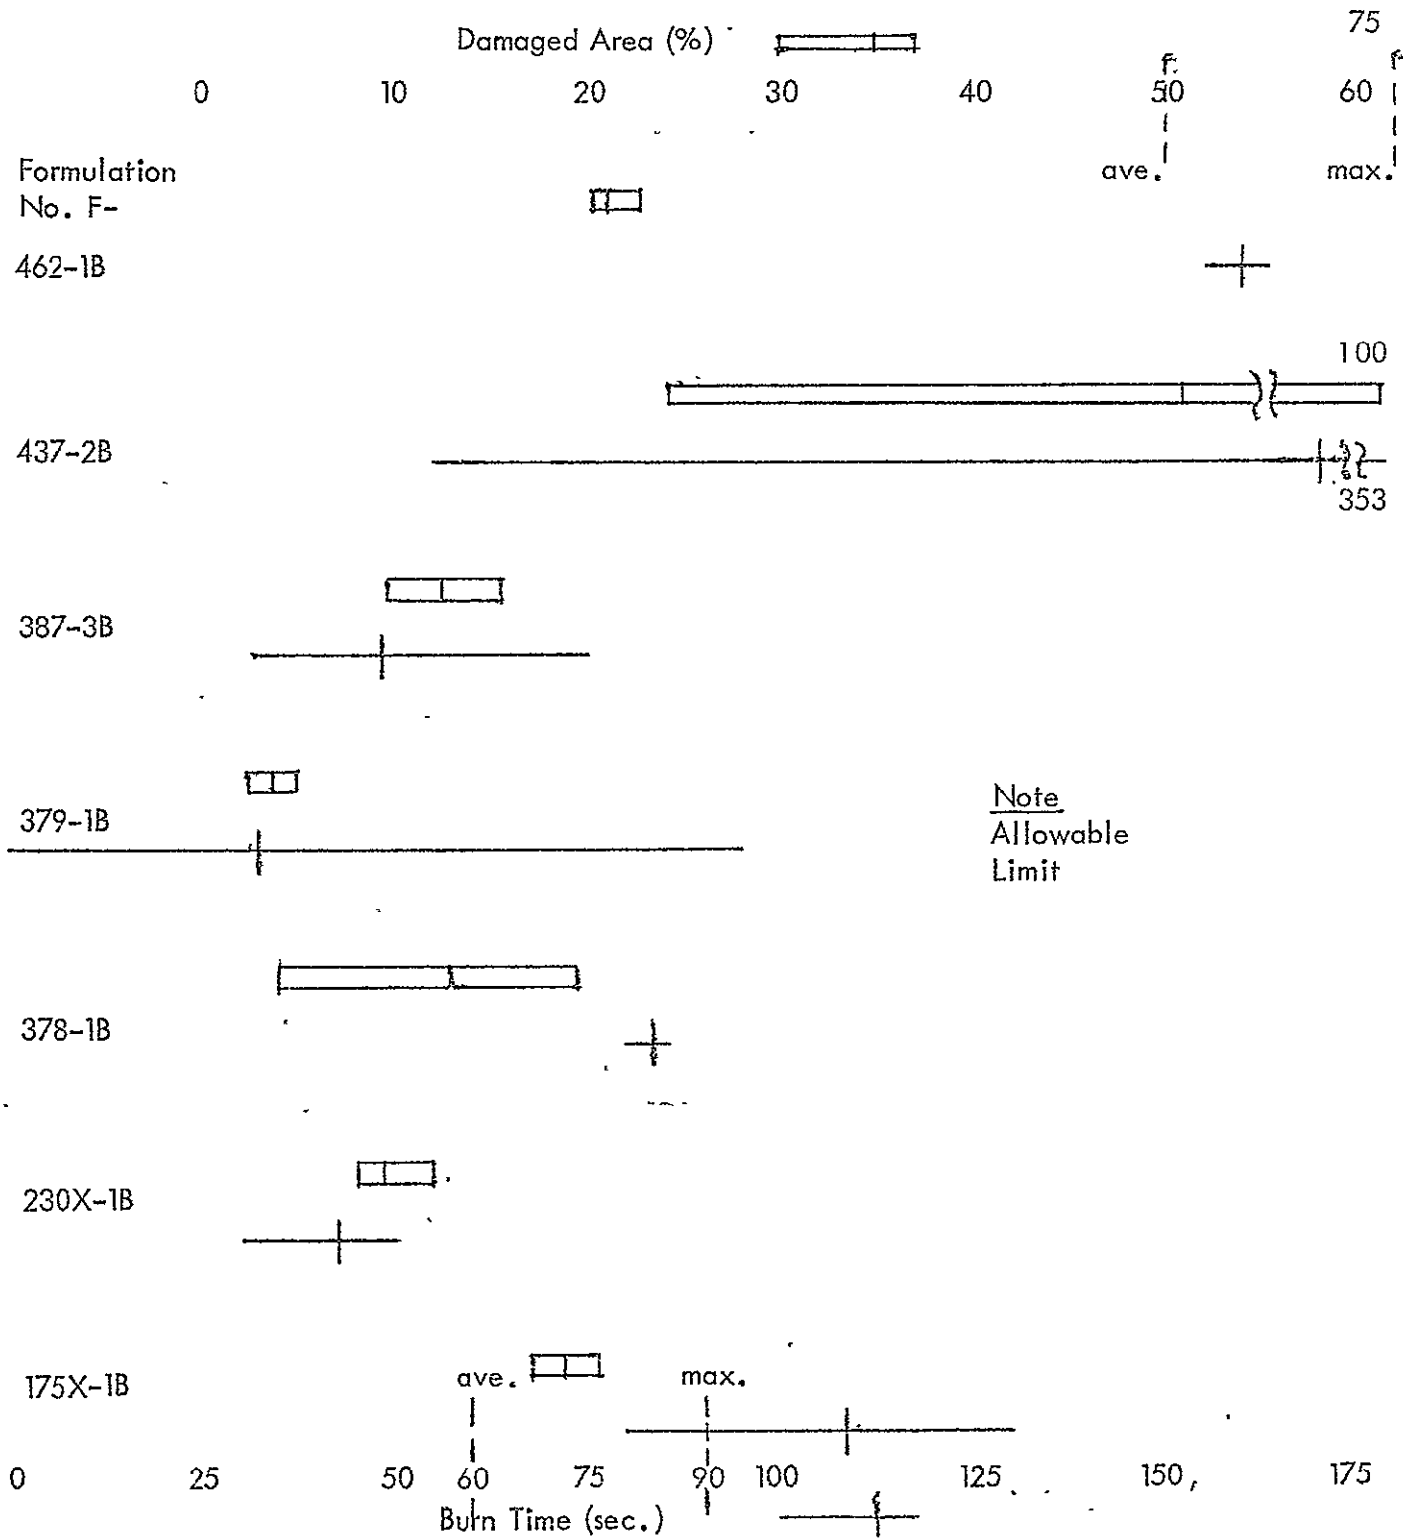 75
Damaged Area (%)
0 10 20 30 40 50 60
Formulation
No. F-
ave. max.
462-1B
100
437-2B
353
387-3B
379-1B
Note
Allowable
Limit
378-1B
230X-1B
175X-1B
ave. max.
0 25 50 60 75 90 100 125 150 175
Burn Time (sec.)